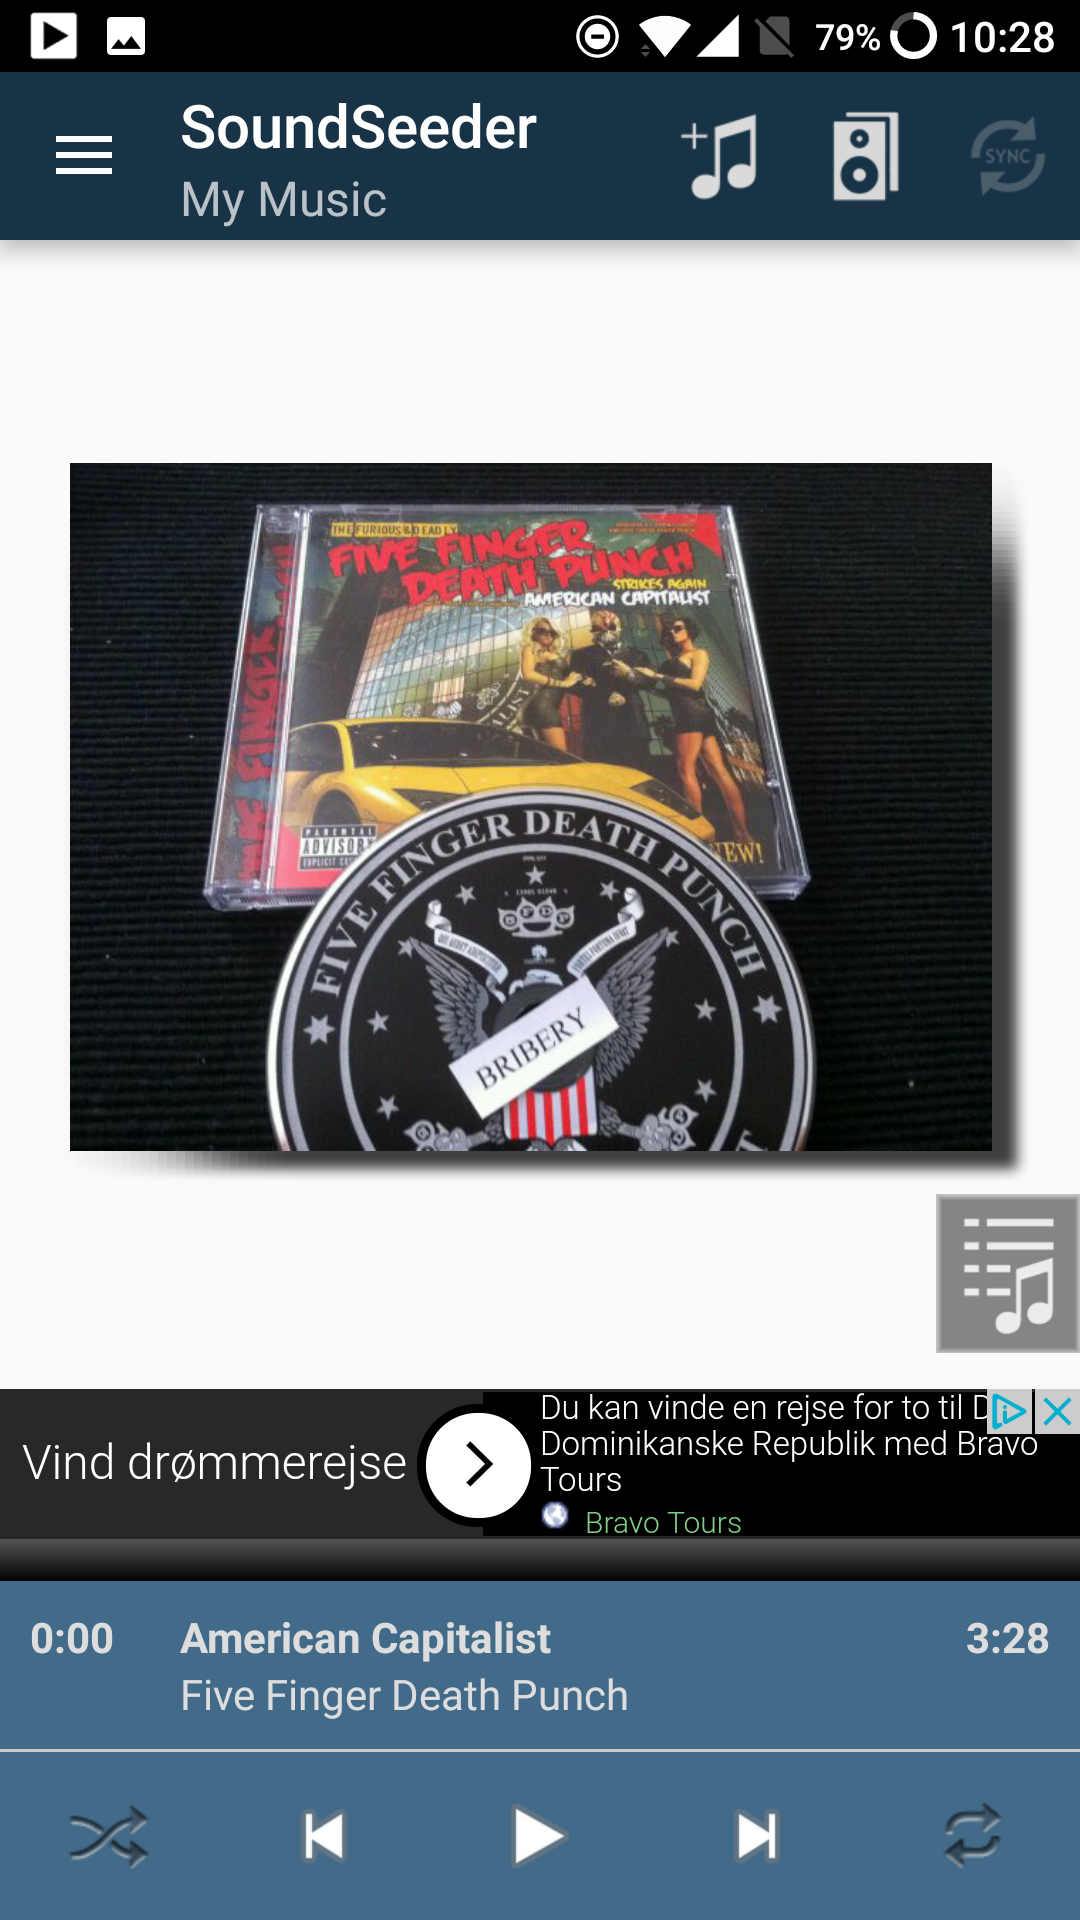 79% 10:28
SoundSeeder
My Music
SYNC
THE FURIOUS & DEADLY
FIVE FINGER
DEATH PUNCH
STRIKES AGAIN
AMERICAN CAPITALIST
PARENTAL
ADVISORY
NEW!
FIVE FINGER DEATH PUNCH
5FDP
BRIBERY
Vind drømmerejse
Du kan vinde en rejse for to til D
Dominikanske Republik med Bravo
Tours
Bravo Tours
0:00 American Capitalist 3:28
Five Finger Death Punch